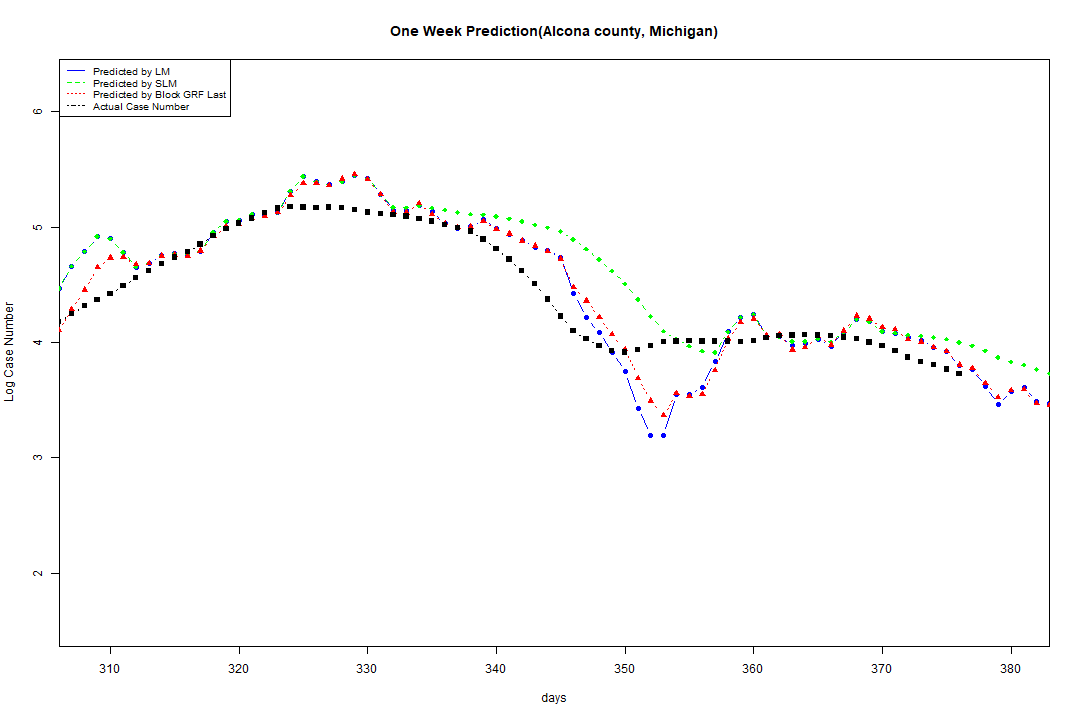 One Week Prediction(Alcona county, Michigan)
Predicted by LM
Predicted by SLM
Predicted by Block GRF Last
Actual Case Number
6
5
4
3
2
Log Case Number
310 320 330 340 350 360 370 380
days